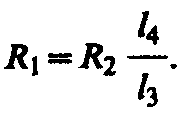 R₁ = R₂ l₄/l₃.